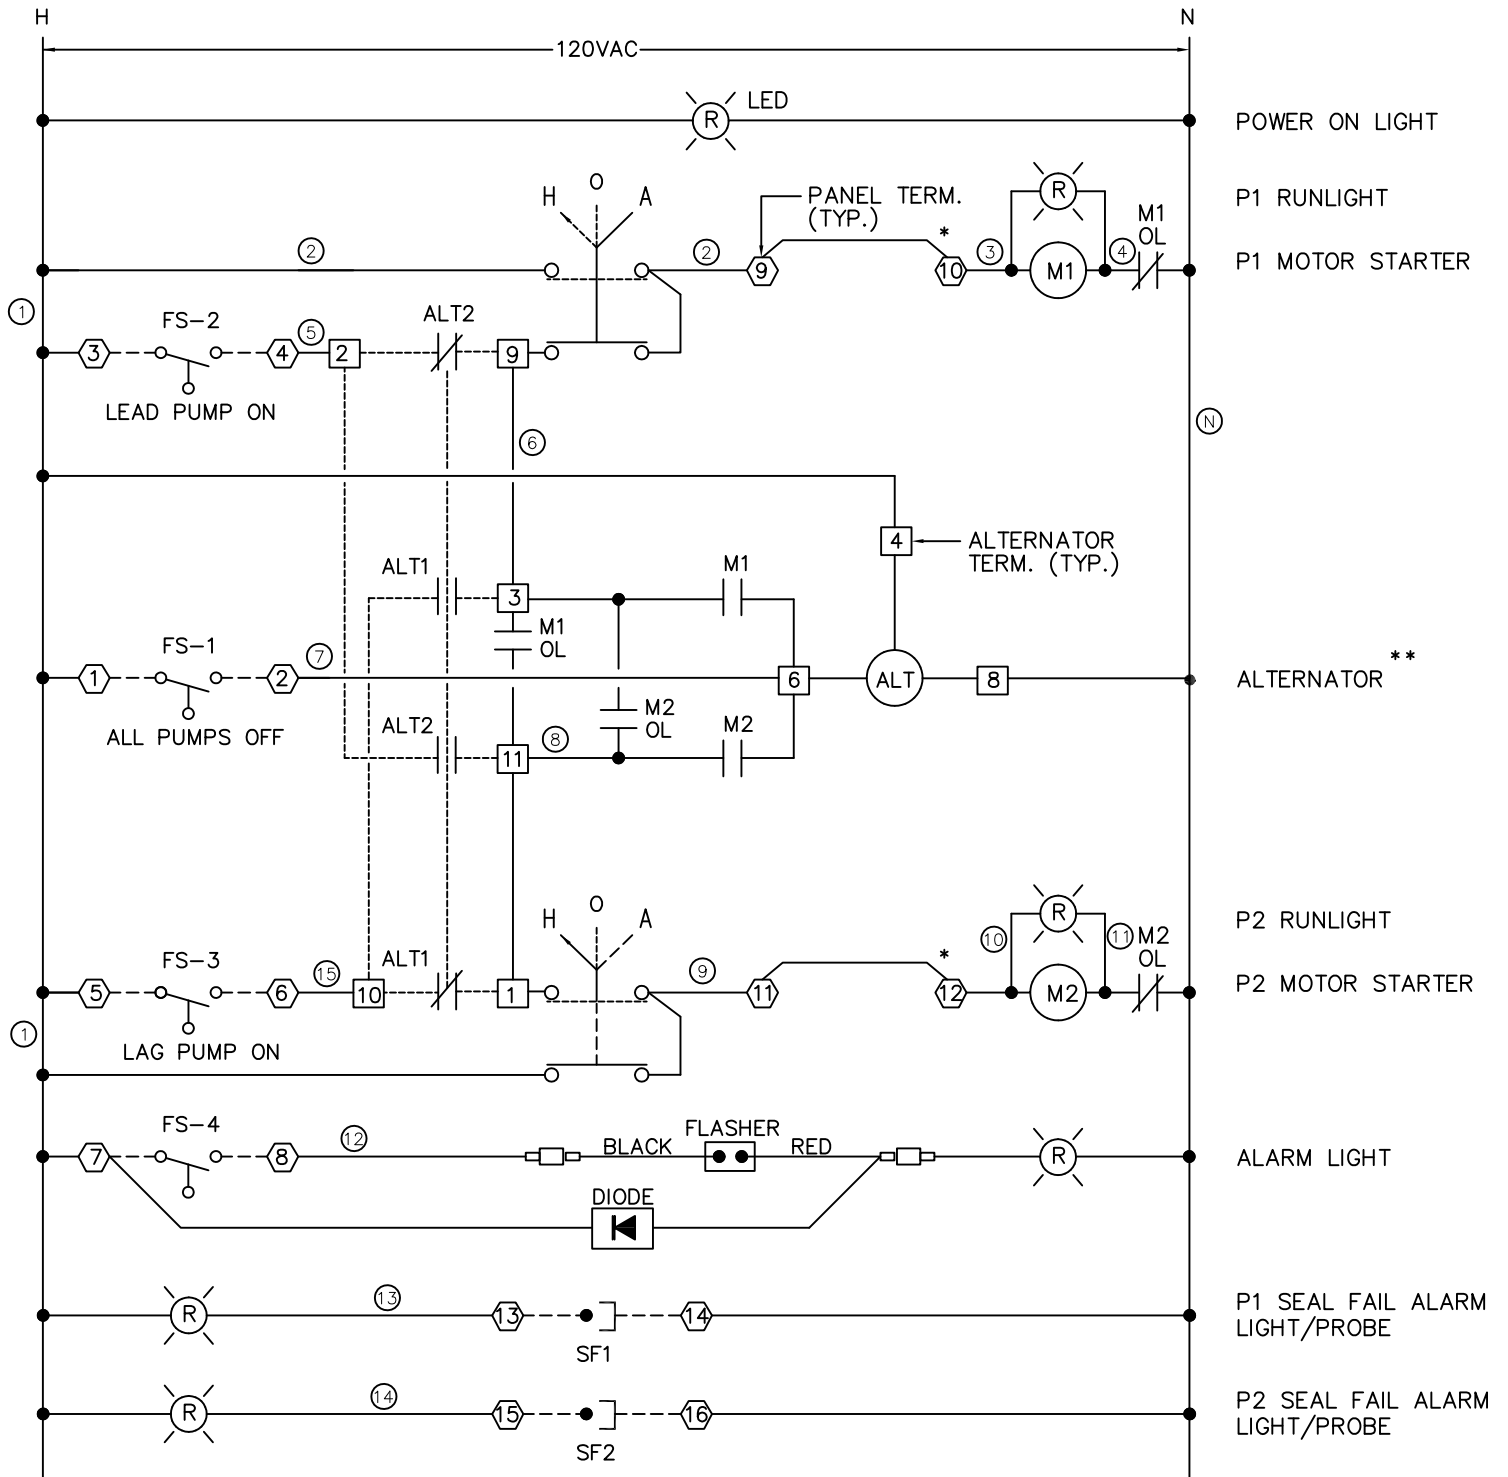 H
N
120VAC
LED
R
POWER ON LIGHT
H O A
PANEL TERM.
(TYP.)
R
P1 RUNLIGHT
2
2
9
*
10
3
M1
4
M1
OL
P1 MOTOR STARTER
1
FS-2
3
4
5
2
ALT2
9
LEAD PUMP ON
6
N
4
ALTERNATOR
TERM. (TYP.)
ALT1
3
M1
M1
OL
FS-1
1
2
7
6
ALT
8
ALTERNATOR **
ALL PUMPS OFF
ALT2
11
8
M2
OL
M2
H O A
R
P2 RUNLIGHT
FS-3
5
6
15
10
ALT1
1
9
11
*
12
10
M2
11
M2
OL
P2 MOTOR STARTER
1
LAG PUMP ON
FS-4
7
8
12
BLACK
FLASHER
RED
R
ALARM LIGHT
DIODE
R
13
13
14
SF1
P1 SEAL FAIL ALARM
LIGHT/PROBE
R
14
15
16
SF2
P2 SEAL FAIL ALARM
LIGHT/PROBE